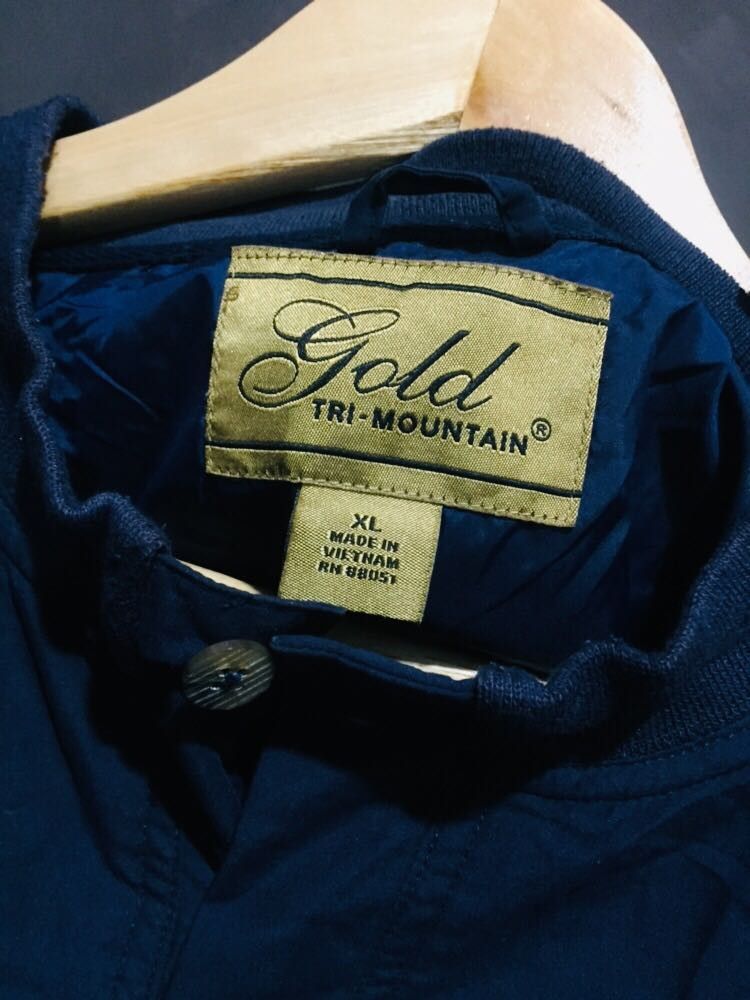 Gold
TRI-MOUNTAIN®
XL
MADE IN
VIETNAM
RN 88051